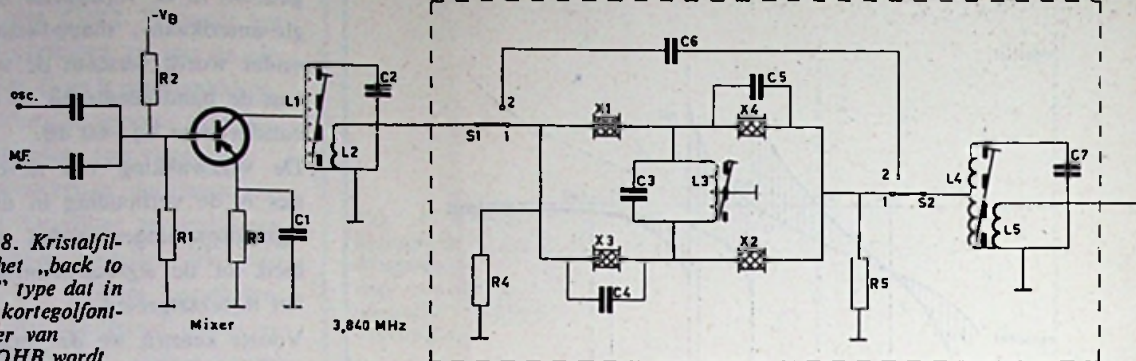 -VB
R2
osc.
M.F.
R1
R3
C1
Mixer
L1
L2
C2
3,840 MHz
S1
2
1
C6
X1
C5
X4
C3
L3
X3
X2
C4
R4
R5
2
1
S2
L4
L5
C7
8. Kristalfil-
het „back to
” type dat in
kortegolfont-
er van
OHB wordt